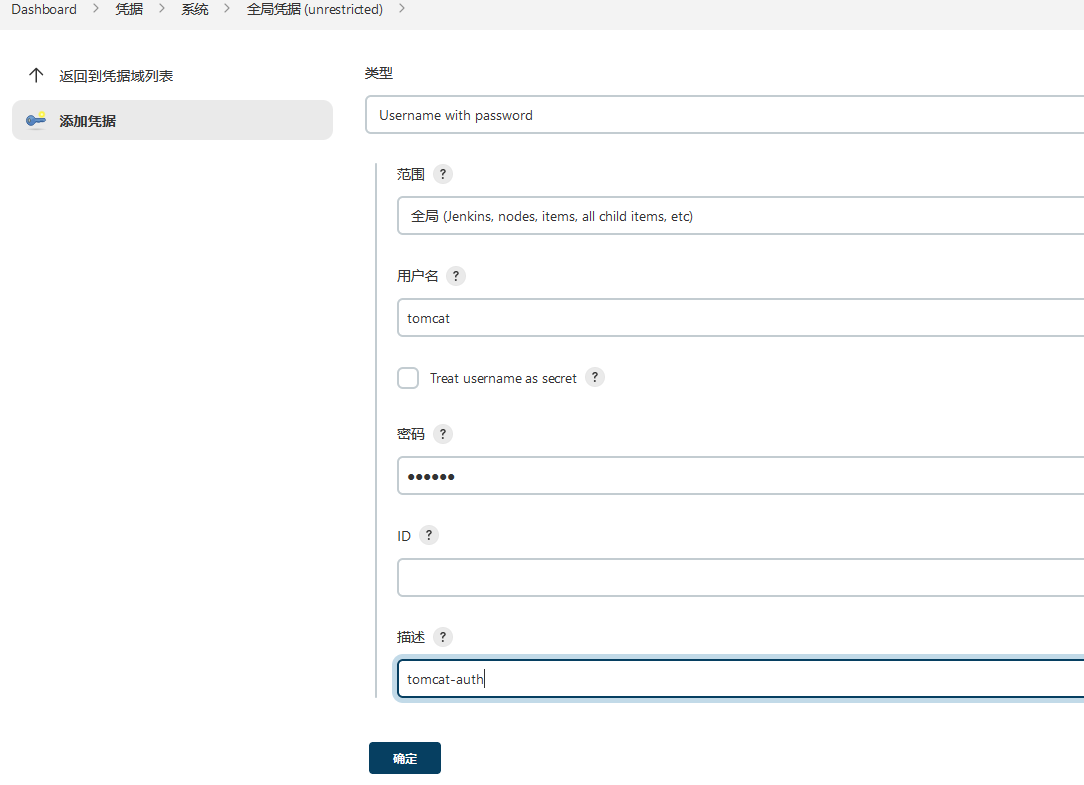 Dashboard > 凭据 > 系统 > 全局凭据 (unrestricted) >
返回到凭据域列表
添加凭据
类型
Username with password
范围 ?
全局 (Jenkins, nodes, items, all child items, etc)
用户名 ?
tomcat
Treat username as secret ?
密码 ?
••••••
ID ?
描述 ?
tomcat-auth
确定